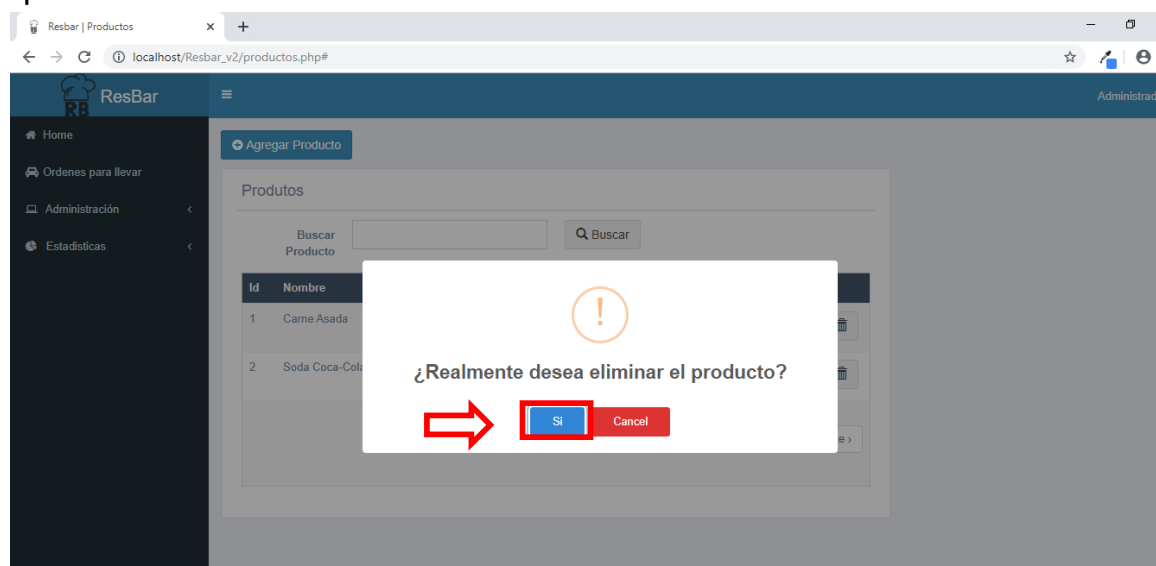 Resbar | Productos
localhost/Resbar_v2/productos.php#
RB ResBar
Administrad
Home
Agregar Producto
Ordenes para llevar
Produtos
Administración
Buscar Producto
Buscar
Estadisticas
Id Nombre
1 Carne Asada
2 Soda Coca-Cola
¿Realmente desea eliminar el producto?
Si Cancel
e ›